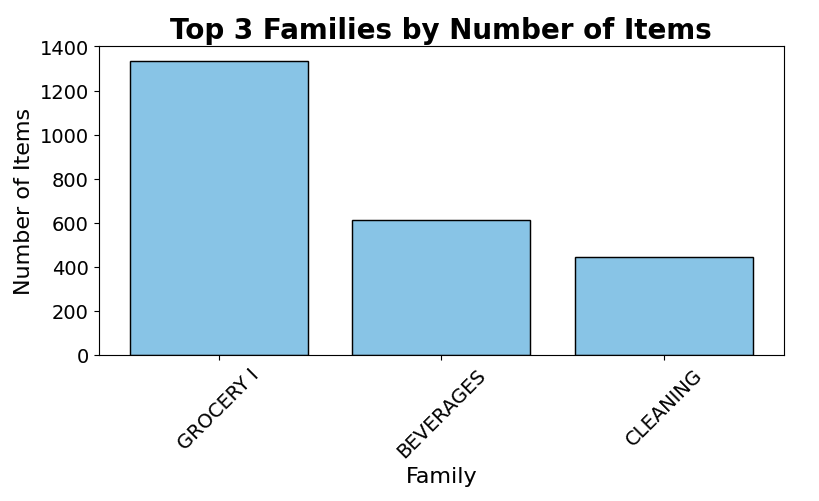 Top 3 Families by Number of Items
Number of Items
1400
1200
1000
800
600
400
200
0
GROCERY I
BEVERAGES
CLEANING
Family